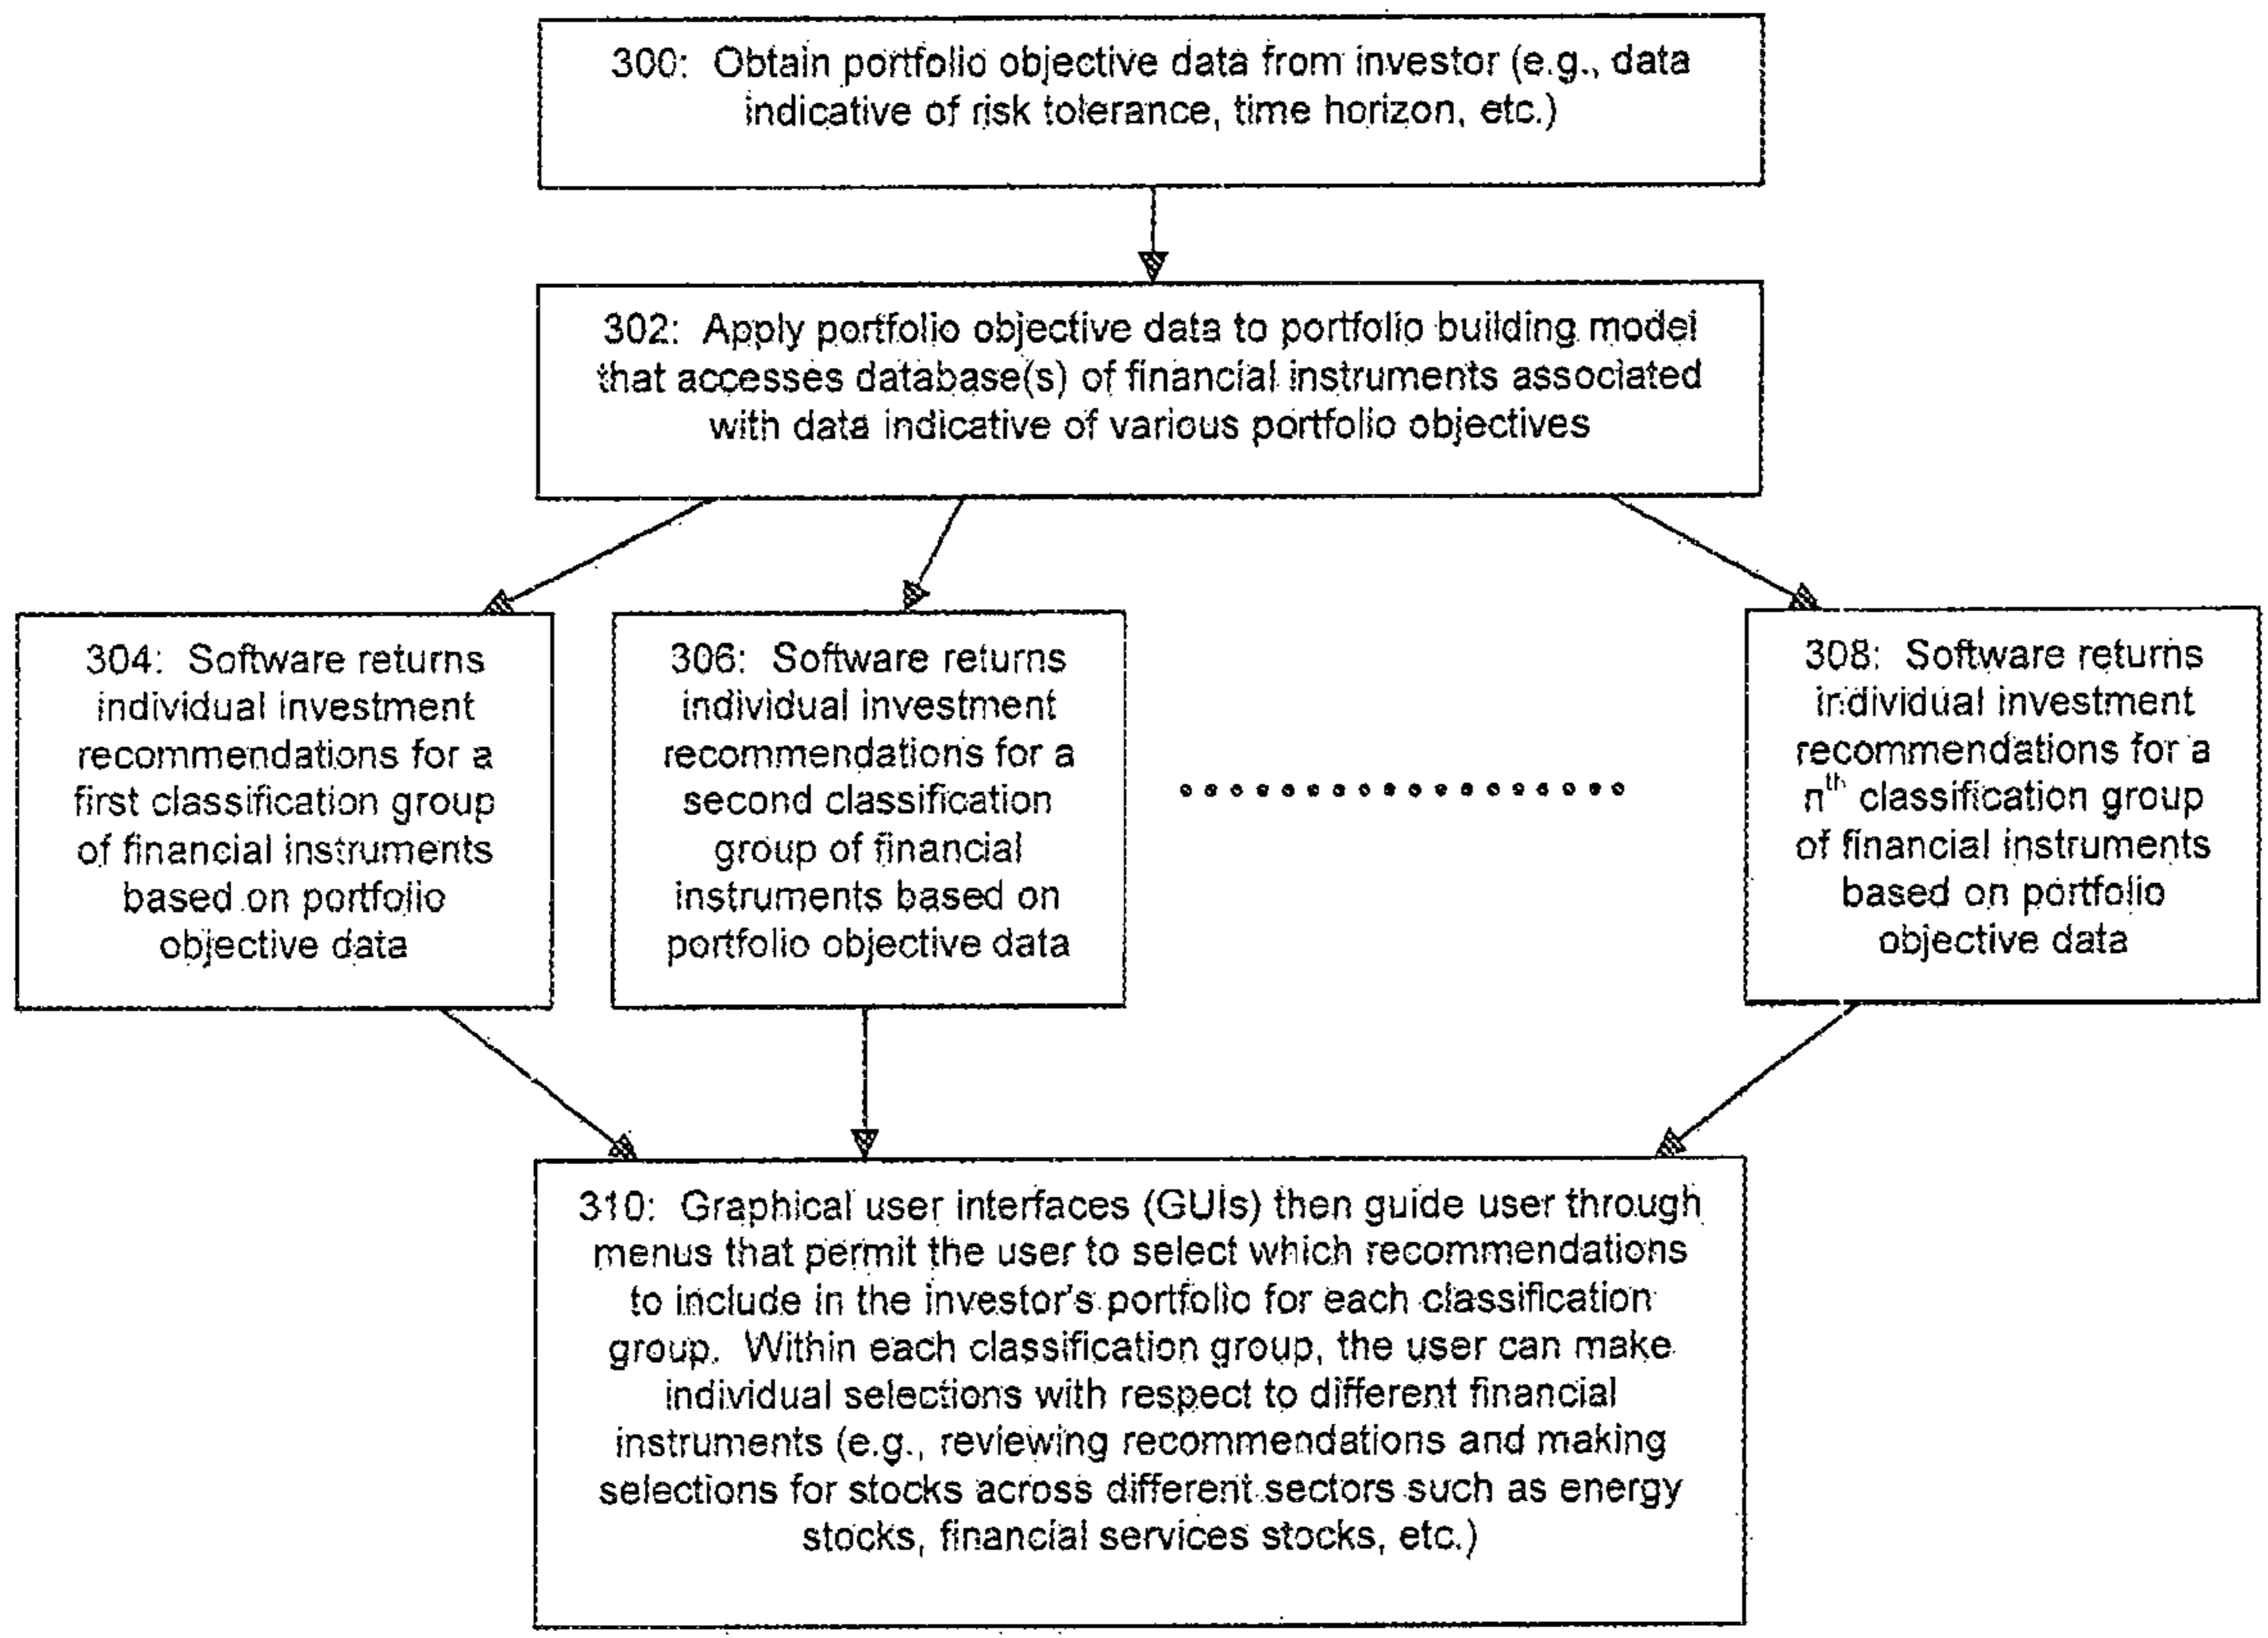 300: Obtain portfolio objective data from investor (e.g., data
indicative of risk tolerance, time horizon, etc.)
302: Apply portfolio objective data to portfolio building model
that accesses database(s) of financial instruments associated
with data indicative of various portfolio objectives
304: Software returns
individual investment
recommendations for a
first classification group
of financial instruments
based on portfolio
objective data
306: Software returns
individual investment
recommendations for a
second classification
group of financial
instruments based on
portfolio objective data
308: Software returns
individual investment
recommendations for a
nth classification group
of financial instruments
based on portfolio
objective data
310: Graphical user interfaces (GUIs) then guide user through
menus that permit the user to select which recommendations
to include in the investor's portfolio for each classification
group. Within each classification group, the user can make
individual selections with respect to different financial
instruments (e.g., reviewing recommendations and making
selections for stocks across different sectors such as energy
stocks, financial services stocks, etc.)